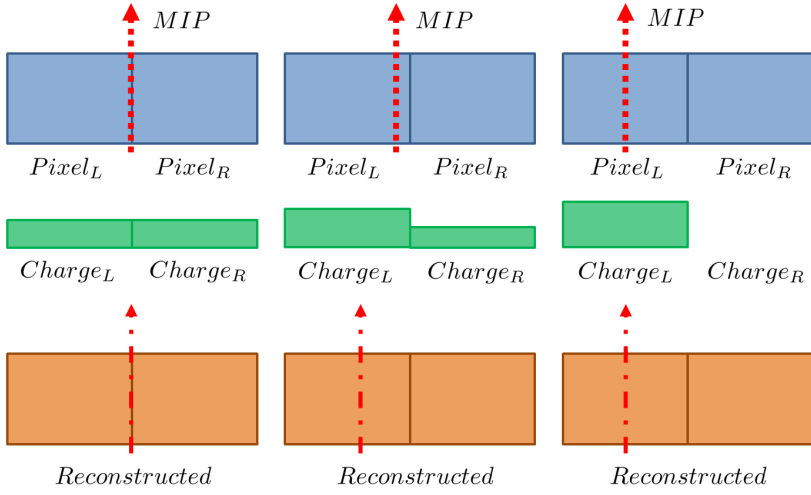 MIP MIP MIP
Pixel_L Pixel_R Pixel_L Pixel_R Pixel_L Pixel_R
Charge_L Charge_R Charge_L Charge_R Charge_L Charge_R
Reconstructed Reconstructed Reconstructed